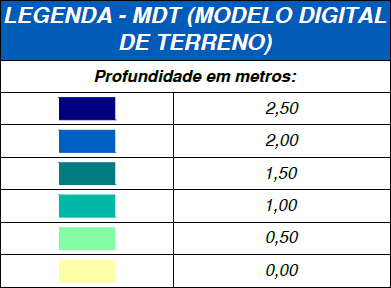 LEGENDA - MDT (MODELO DIGITAL
DE TERRENO)
Profundidade em metros:
2,50
2,00
1,50
1,00
0,50
0,00